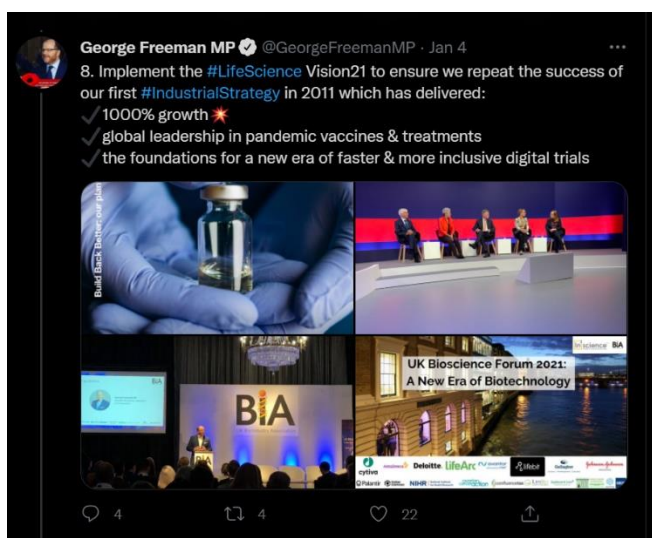 George Freeman MP @GeorgeFreemanMP · Jan 4
8. Implement the #LifeScience Vision21 to ensure we repeat the success of
our first #IndustrialStrategy in 2011 which has delivered:
✓1000% growth💥
✓global leadership in pandemic vaccines & treatments
✓the foundations for a new era of faster & more inclusive digital trials
Build Back Better: our plan
BiA
BiA
science BiA
UK Bioscience Forum 2021:
A New Era of Biotechnology
cytiva Deloitte. LifeArc lifebit
Palantir NIHR
4 4 22